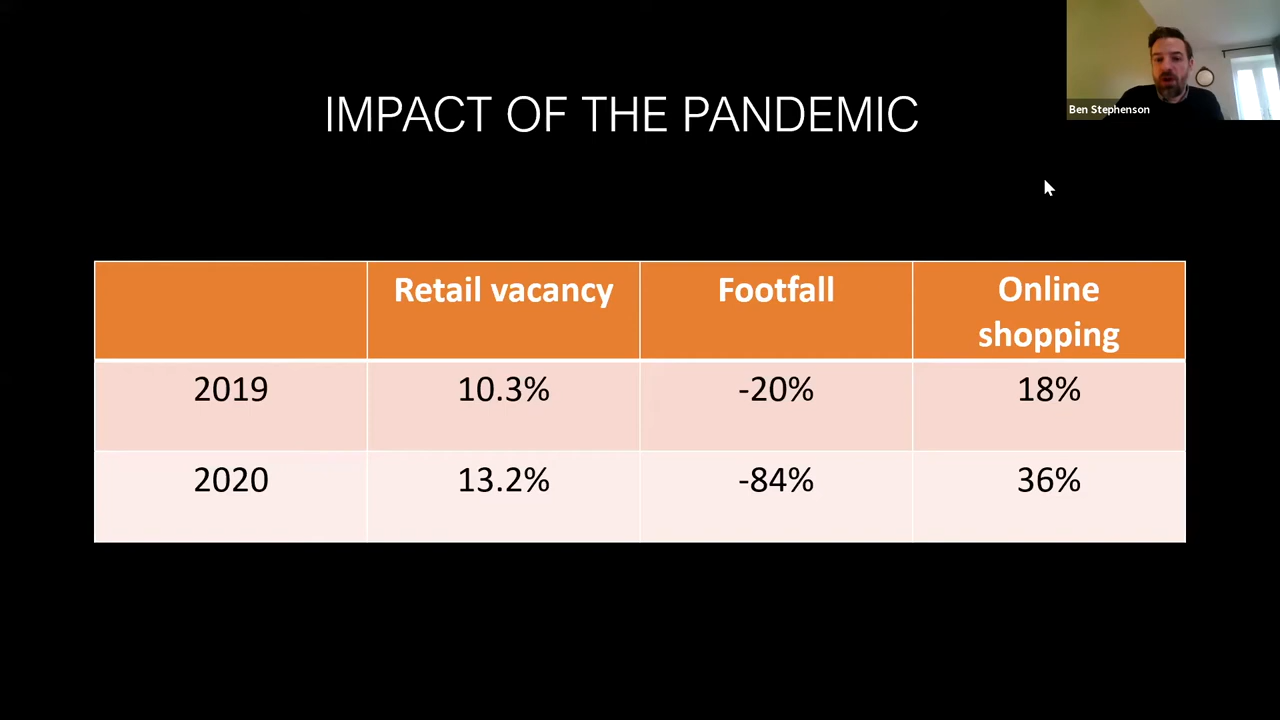 IMPACT OF THE PANDEMIC
Ben Stephenson
Retail vacancy
Footfall
Online
shopping
2019
10.3%
-20%
18%
2020
13.2%
-84%
36%